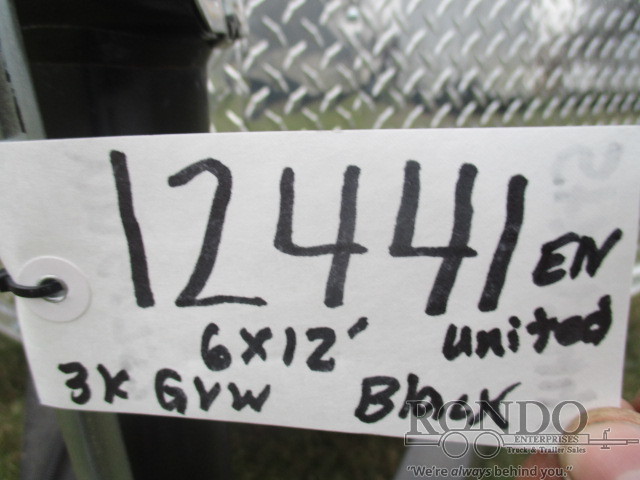 12441 EN
6x12' united
3K GVW Black
RONDO
ENTERPRISES
Truck & Trailer Sales
"We're always behind you."